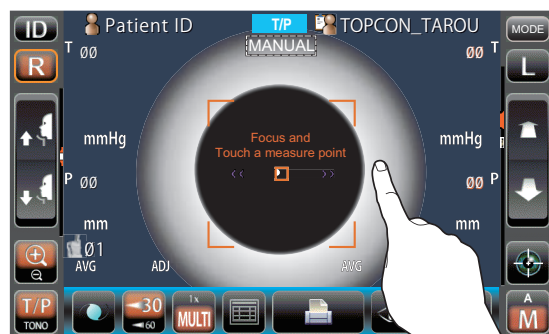 ID
Patient ID
T/P
TOPCON_TAROU
MODE
MANUAL
R
T 00
00 T
L
mmHg
Focus and
Touch a measure point
mmHg
P 00
00 P
mm
mm
01
AVG
ADJ
AVG
T/P
TONO
30
60
1x
MULTI
A
M